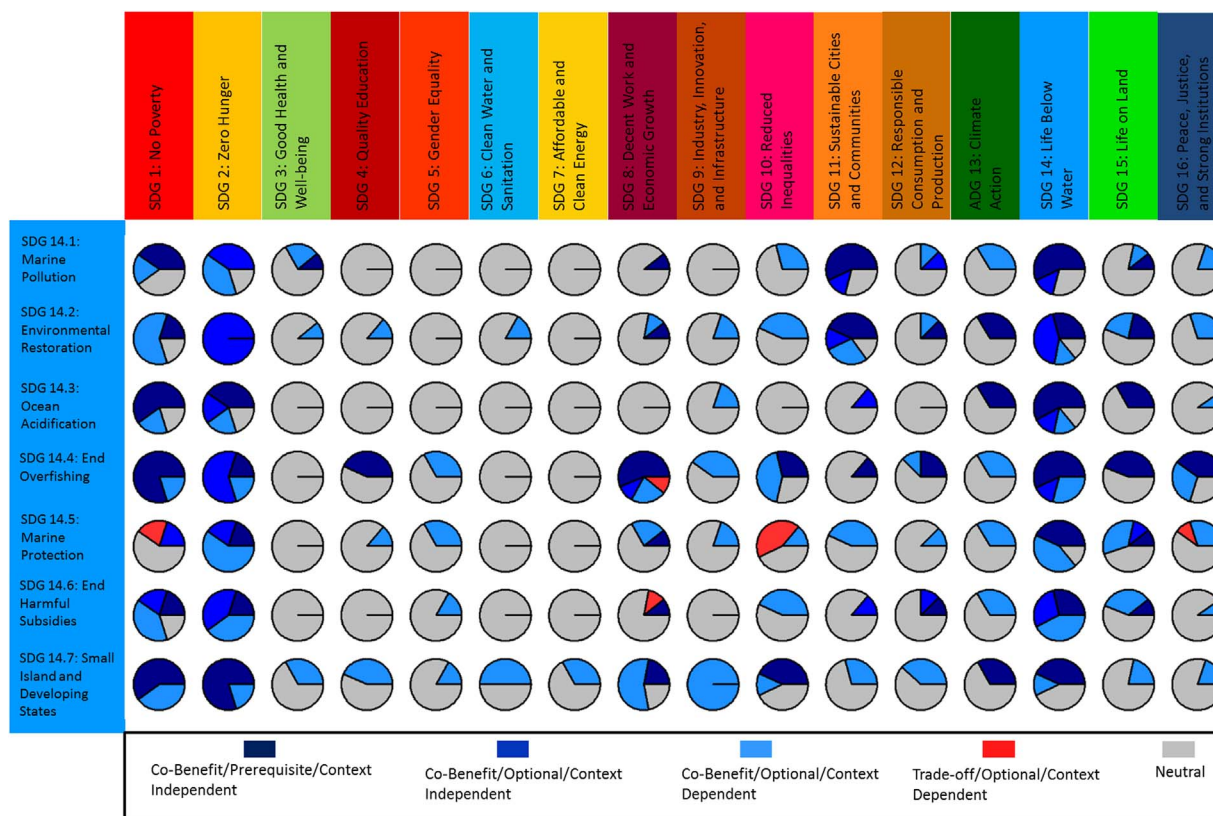 SDG 1: No Poverty
SDG 2: Zero Hunger
SDG 3: Good Health and
Well-being
SDG 4: Quality Education
SDG 5: Gender Equality
SDG 6: Clean Water and
Sanitation
SDG 7: Affordable and
Clean Energy
SDG 8: Decent Work and
Economic Growth
SDG 9: Industry, Innovation,
and Infrastructure
SDG 10: Reduced
Inequalities
SDG 11: Sustainable Cities
and Communities
SDG 12: Responsible
Consumption and
Production
ADG 13: Climate
Action
SDG 14: Life Below
Water
SDG 15: Life on Land
SDG 16: Peace, Justice,
and Strong Institutions
SDG 14.1:
Marine
Pollution
SDG 14.2:
Environmental
Restoration
SDG 14.3:
Ocean
Acidification
SDG 14.4: End
Overfishing
SDG 14.5:
Marine
Protection
SDG 14.6: End
Harmful
Subsidies
SDG 14.7: Small
Island and
Developing
States
Co-Benefit/Prerequisite/Context
Independent
Co-Benefit/Optional/Context
Independent
Co-Benefit/Optional/Context
Dependent
Trade-off/Optional/Context
Dependent
Neutral